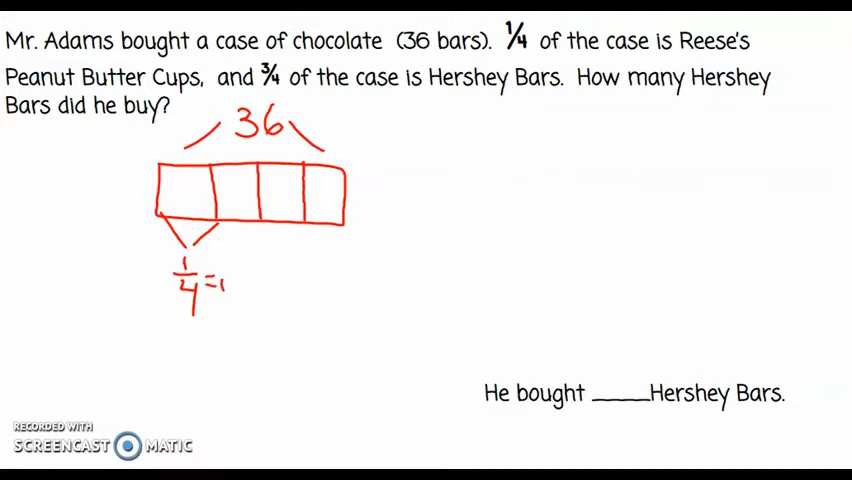 Mr. Adams bought a case of chocolate (36 bars). 1/4 of the case is Reese's
Peanut Butter Cups, and 3/4 of the case is Hershey Bars. How many Hershey
Bars did he buy?
36
1/4=1
He bought _____Hershey Bars.
RECORDED WITH
SCREENCAST MATIC